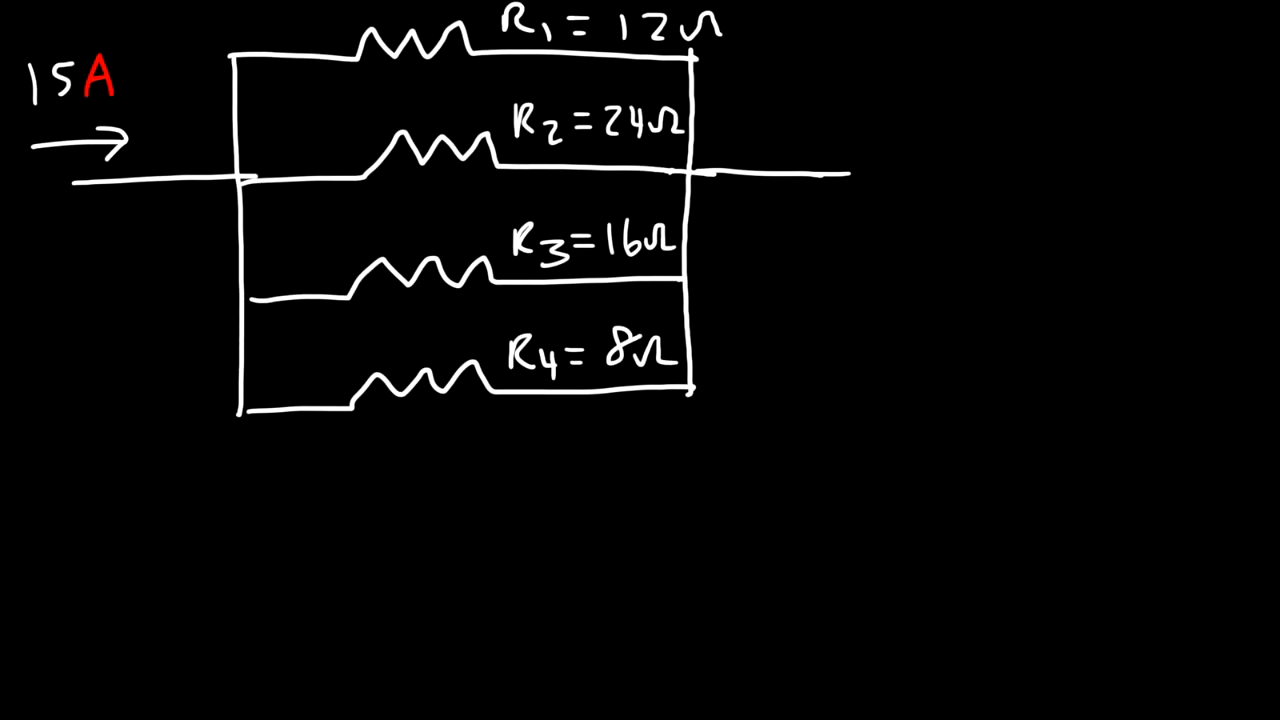 R₁ = 12Ω
15A
R₂ = 24Ω
R₃ = 16Ω
R₄ = 8Ω